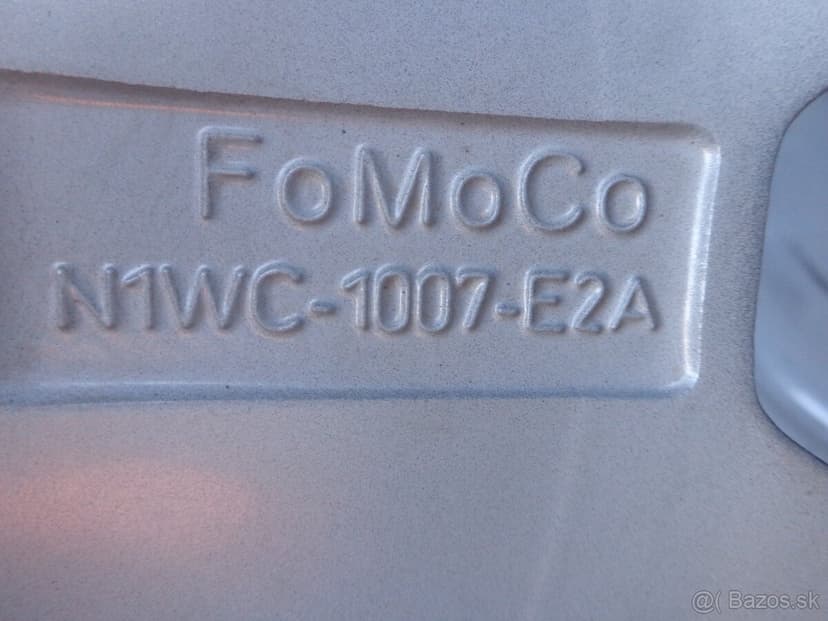 FoMoCo
N1WC-1007-E2A
@( Bazos.sk